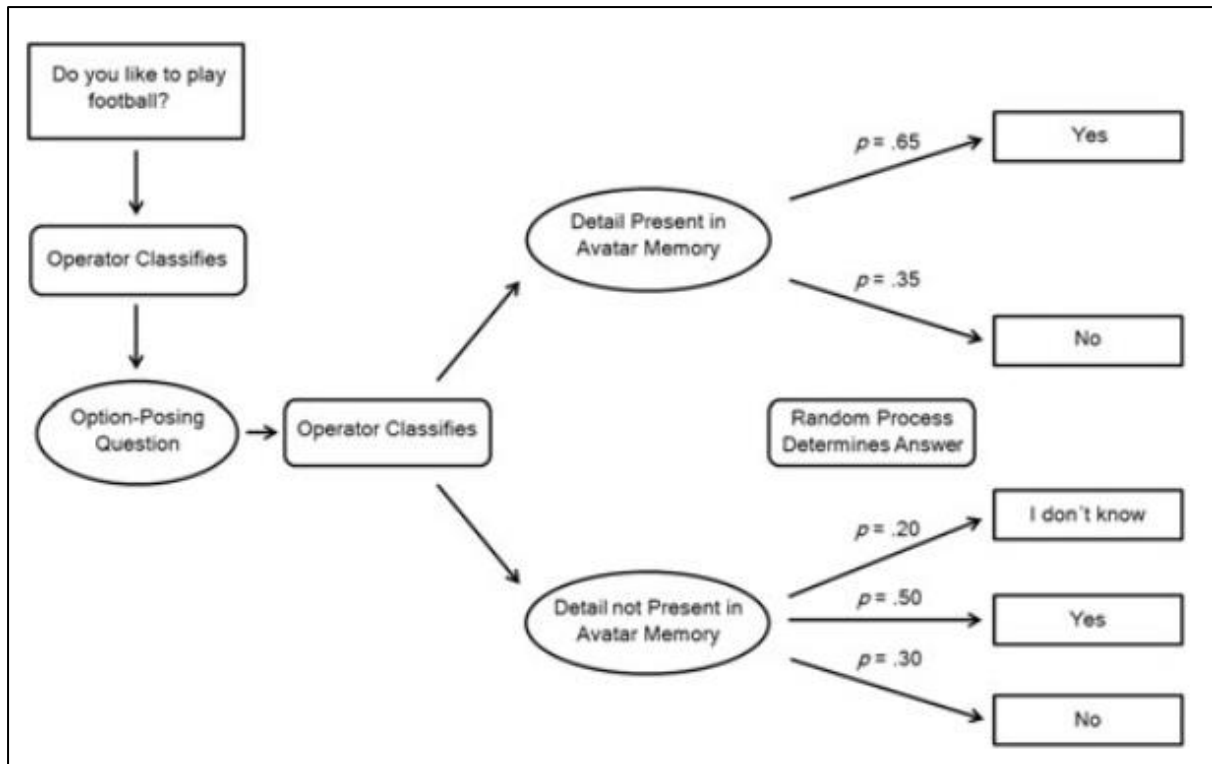 Do you like to play
football?
Operator Classifies
Option-Posing
Question
Operator Classifies
Detail Present in
Avatar Memory
p = .65
Yes
p = .35
No
Random Process
Determines Answer
Detail not Present in
Avatar Memory
p = .20
I don´t know
p = .50
Yes
p = .30
No